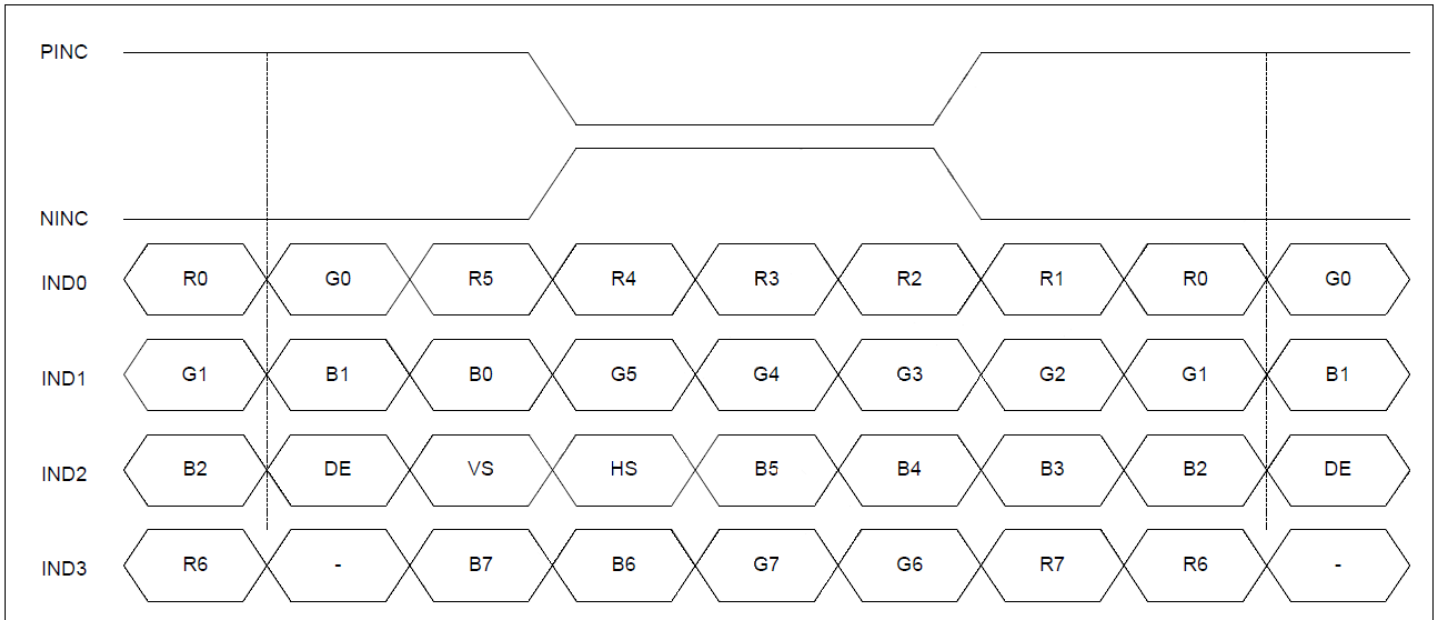 PINC
NINC
IND0 R0 G0 R5 R4 R3 R2 R1 R0 G0
IND1 G1 B1 B0 G5 G4 G3 G2 G1 B1
IND2 B2 DE VS HS B5 B4 B3 B2 DE
IND3 R6 - B7 B6 G7 G6 R7 R6 -